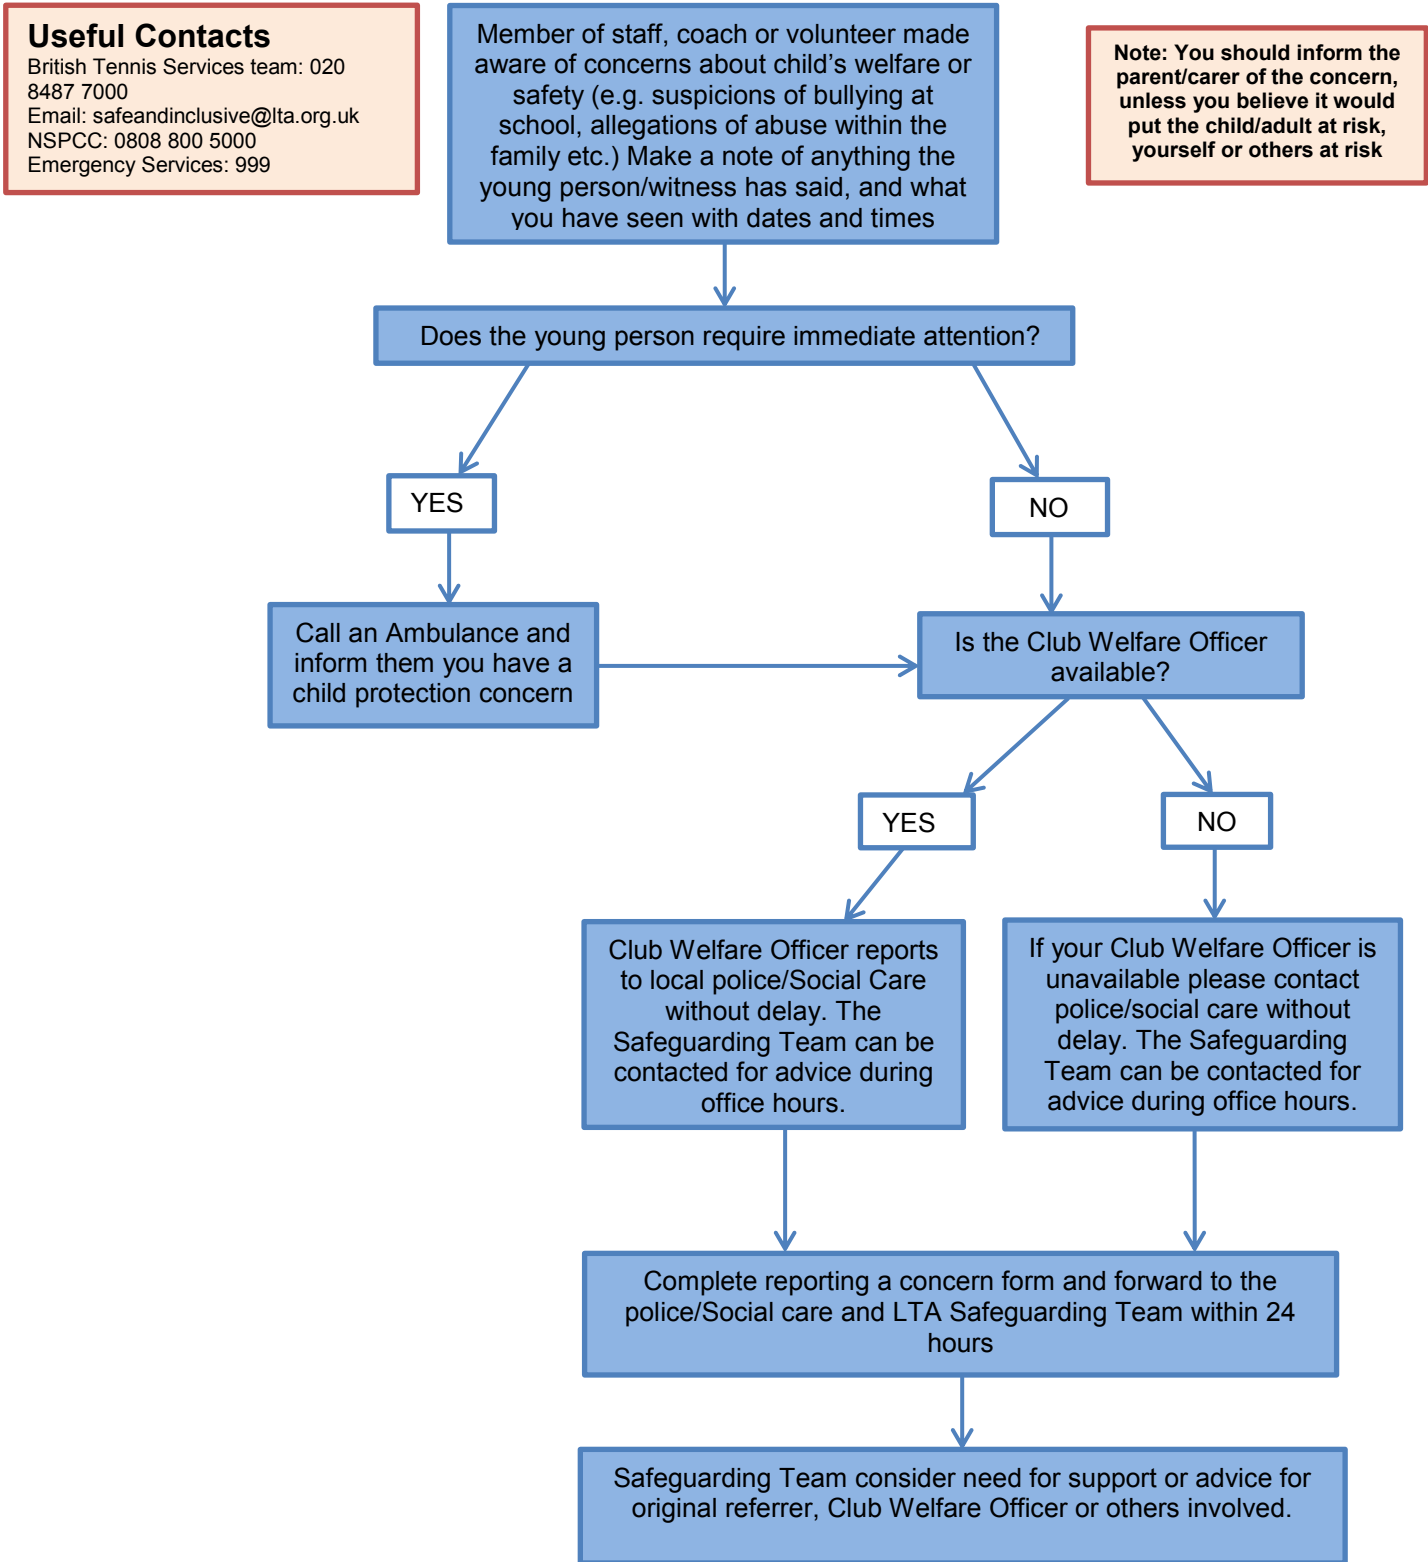 Useful Contacts
British Tennis Services team: 020
8487 7000
Email: safeandinclusive@lta.org.uk
NSPCC: 0808 800 5000
Emergency Services: 999
Member of staff, coach or volunteer made
aware of concerns about child’s welfare or
safety (e.g. suspicions of bullying at
school, allegations of abuse within the
family etc.) Make a note of anything the
young person/witness has said, and what
you have seen with dates and times
Note: You should inform the
parent/carer of the concern,
unless you believe it would
put the child/adult at risk,
yourself or others at risk
Does the young person require immediate attention?
YES
NO
Call an Ambulance and
inform them you have a
child protection concern
Is the Club Welfare Officer
available?
YES
NO
Club Welfare Officer reports
to local police/Social Care
without delay. The
Safeguarding Team can be
contacted for advice during
office hours.
If your Club Welfare Officer is
unavailable please contact
police/social care without
delay. The Safeguarding
Team can be contacted for
advice during office hours.
Complete reporting a concern form and forward to the
police/Social care and LTA Safeguarding Team within 24
hours
Safeguarding Team consider need for support or advice for
original referrer, Club Welfare Officer or others involved.